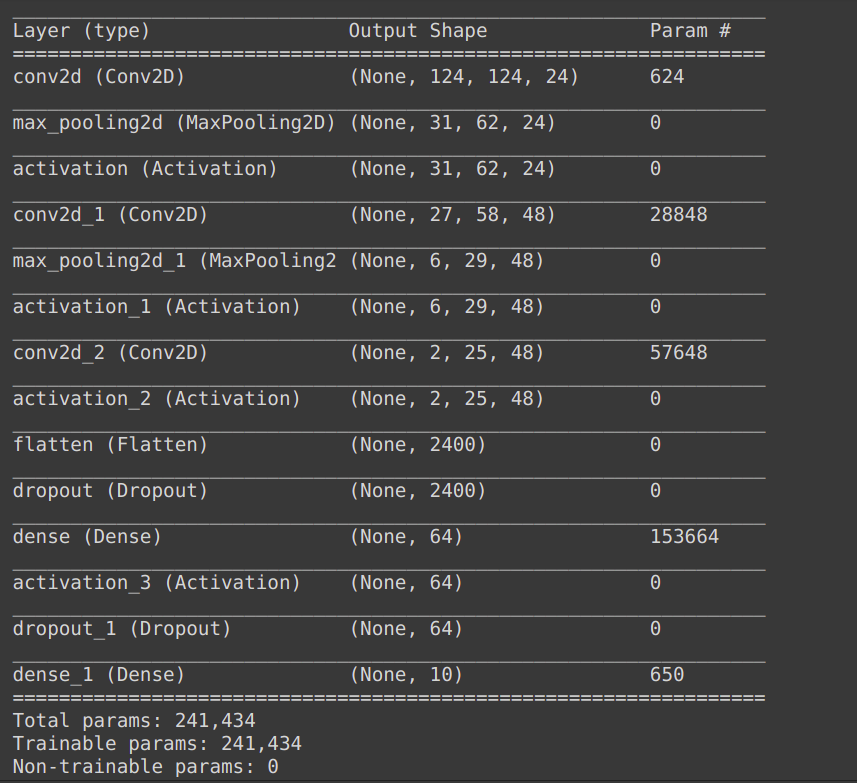 Layer (type) Output Shape Param #
=================================================================
conv2d (Conv2D) (None, 124, 124, 24) 624
max_pooling2d (MaxPooling2D) (None, 31, 62, 24) 0
activation (Activation) (None, 31, 62, 24) 0
conv2d_1 (Conv2D) (None, 27, 58, 48) 28848
max_pooling2d_1 (MaxPooling2 (None, 6, 29, 48) 0
activation_1 (Activation) (None, 6, 29, 48) 0
conv2d_2 (Conv2D) (None, 2, 25, 48) 57648
activation_2 (Activation) (None, 2, 25, 48) 0
flatten (Flatten) (None, 2400) 0
dropout (Dropout) (None, 2400) 0
dense (Dense) (None, 64) 153664
activation_3 (Activation) (None, 64) 0
dropout_1 (Dropout) (None, 64) 0
dense_1 (Dense) (None, 10) 650
=================================================================
Total params: 241,434
Trainable params: 241,434
Non-trainable params: 0